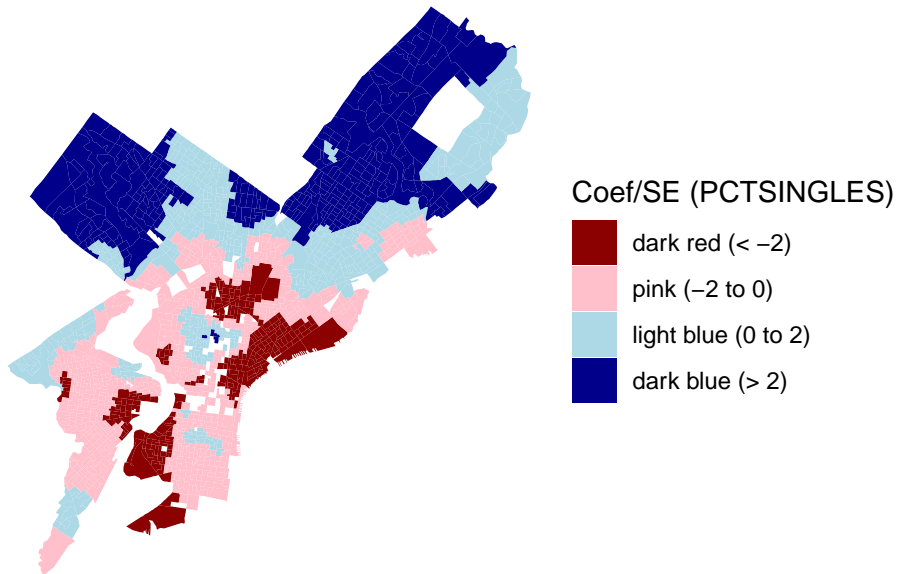 Coef/SE (PCTSINGLES)
dark red (< −2)
pink (−2 to 0)
light blue (0 to 2)
dark blue (> 2)